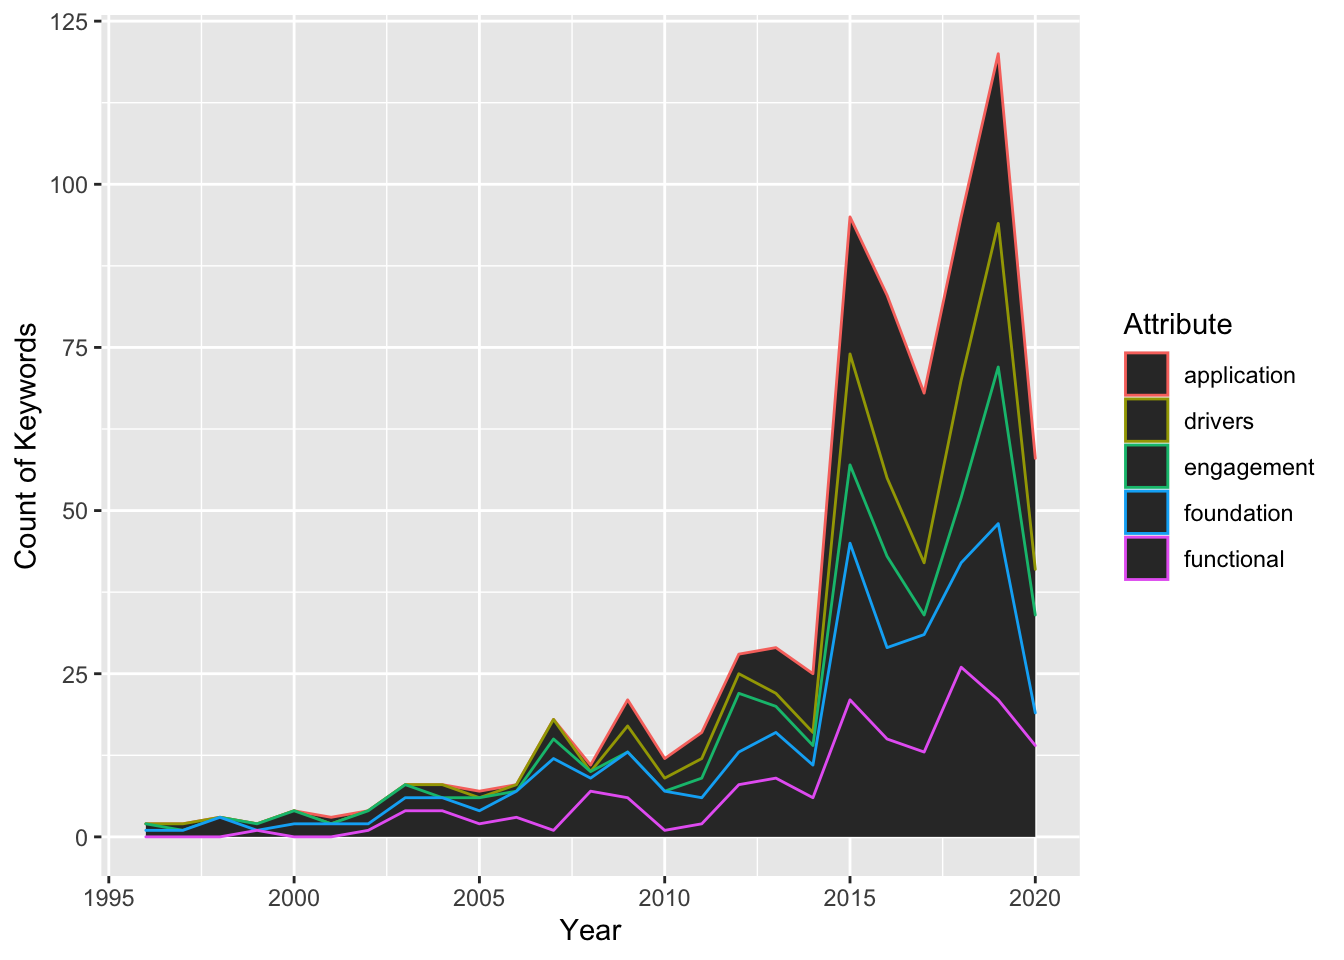 125
100
75
50
25
0
Count of Keywords
1995
2000
2005
2010
2015
2020
Year
Attribute
application
drivers
engagement
foundation
functional